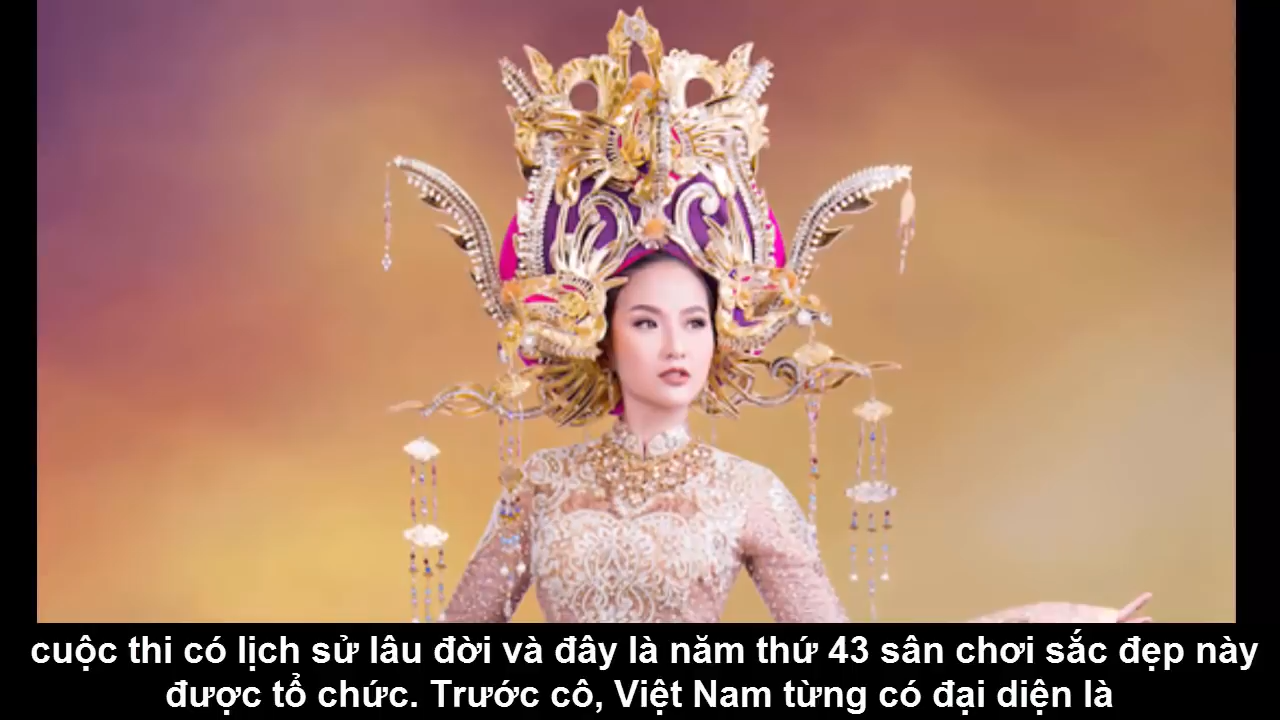 cuộc thi có lịch sử lâu đời và đây là năm thứ 43 sân chơi sắc đẹp này
được tổ chức. Trước cô, Việt Nam từng có đại diện là